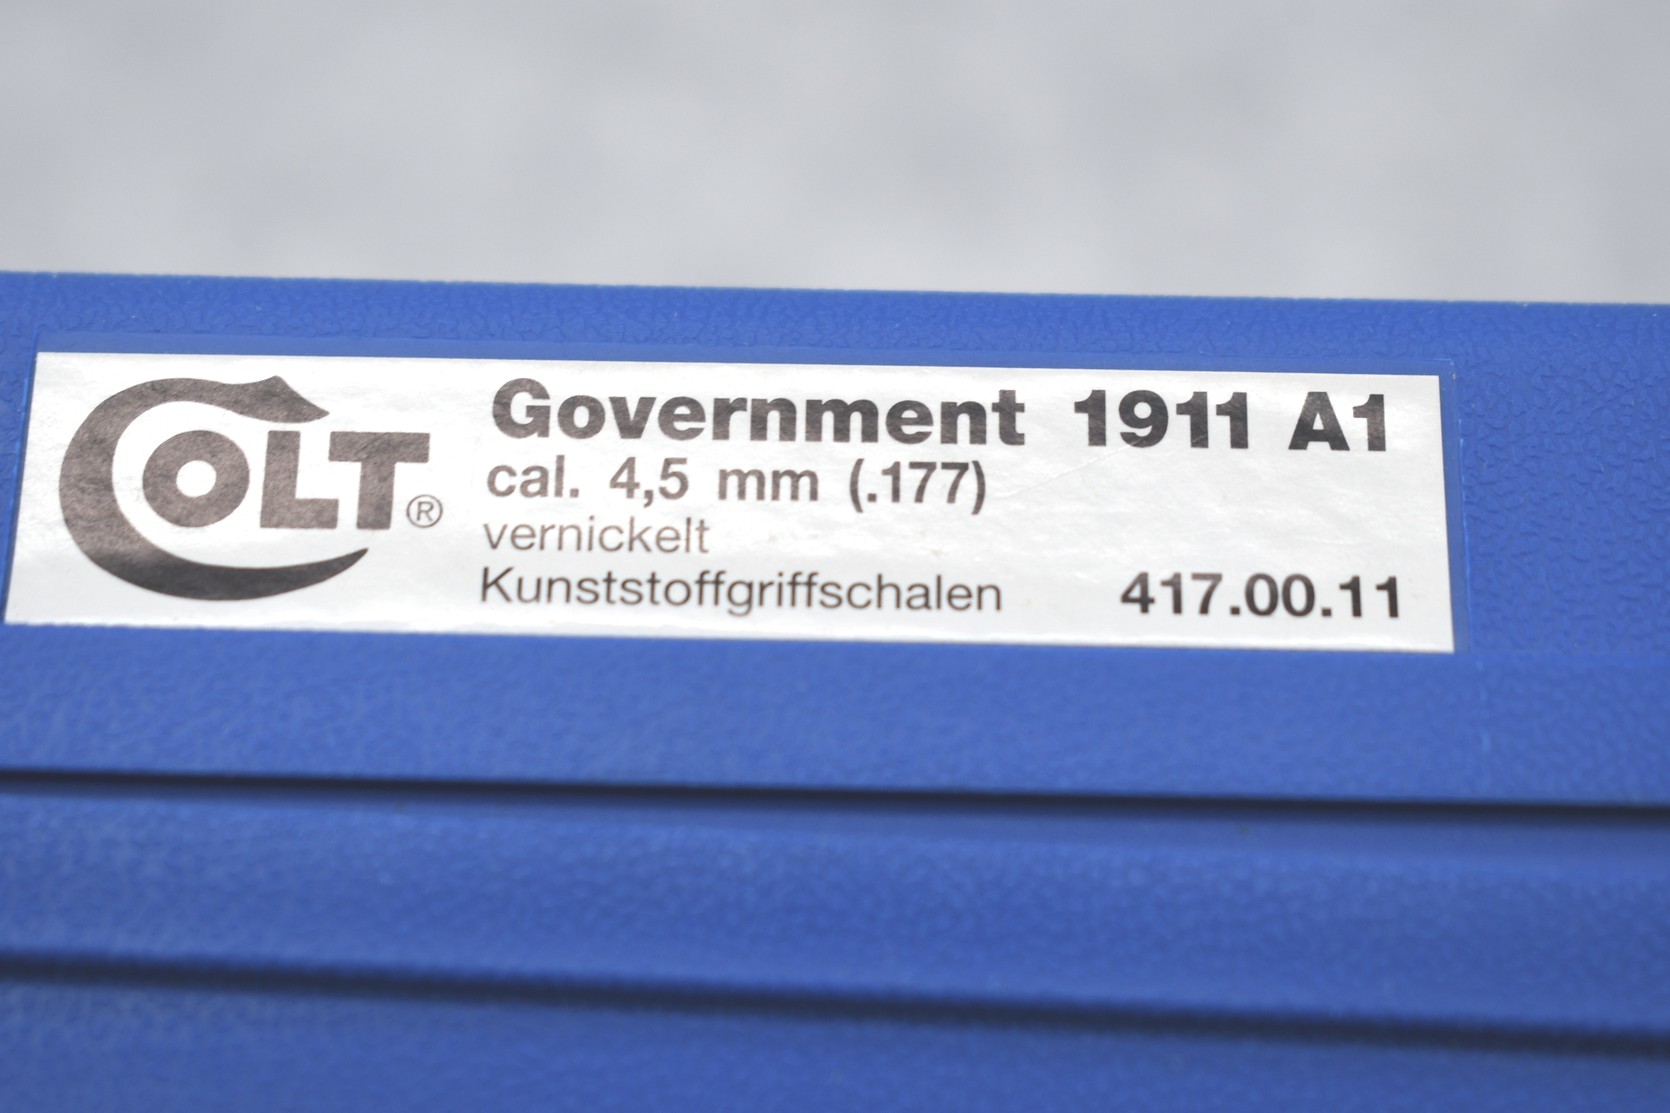 COLT®
Government 1911 A1
cal. 4,5 mm (.177)
vernickelt
Kunststoffgriffschalen 417.00.11